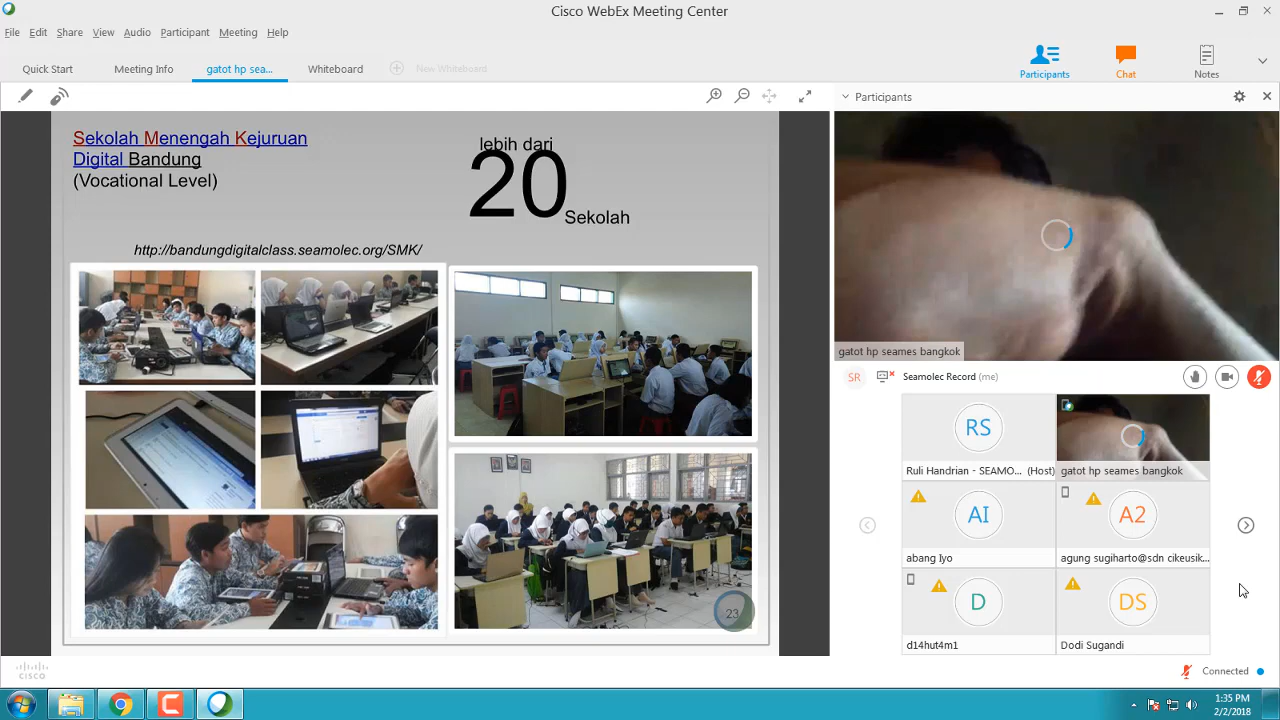 Cisco WebEx Meeting Center
File Edit Share View Audio Participant Meeting Help
Quick Start Meeting Info gatot hp sea... Whiteboard New Whiteboard
Participants Chat Notes
Participants
Sekolah Menengah Kejuruan
Digital Bandung
(Vocational Level)
lebih dari
20
Sekolah
http://bandungdigitalclass.seamolec.org/SMK/
23
gatot hp seames bangkok
SR Seamolec Record (me)
RS
Ruli Handrian - SEAMO... (Host)
gatot hp seames bangkok
AI
abang Iyo
A2
agung sugiharto@sdn cikeusik...
D
d14hut4m1
DS
Dodi Sugandi
cisco
Connected
1:35 PM
2/2/2018